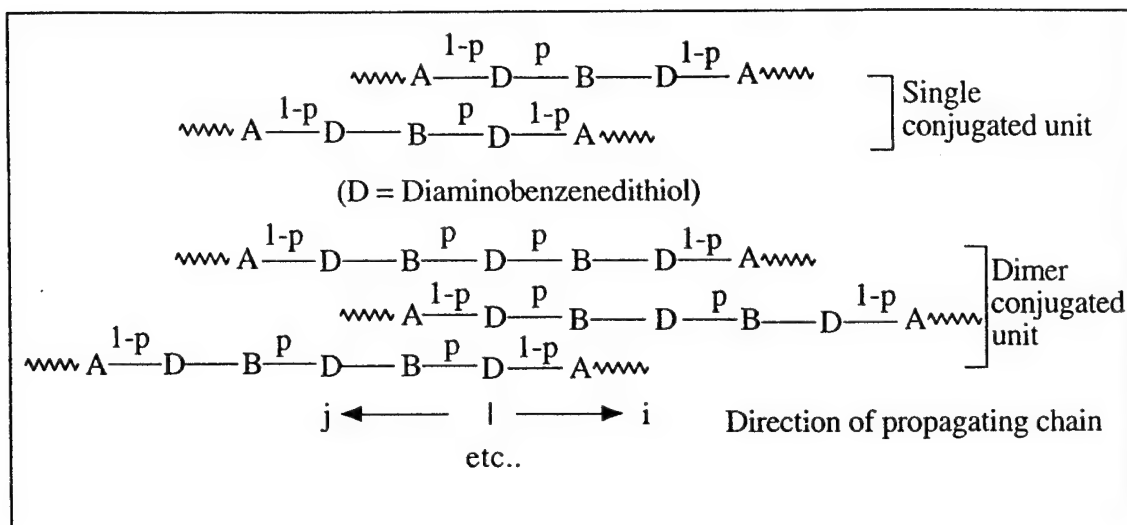 1-p p 1-p
A D B D A
Single conjugated unit
1-p p 1-p
A D B D A
(D = Diaminobenzenedithiol)
1-p p p 1-p
A D B D B D A
Dimer conjugated unit
1-p p p 1-p
A D B D B D A
1-p p p 1-p
A D B D B D A
j i Direction of propagating chain
etc..